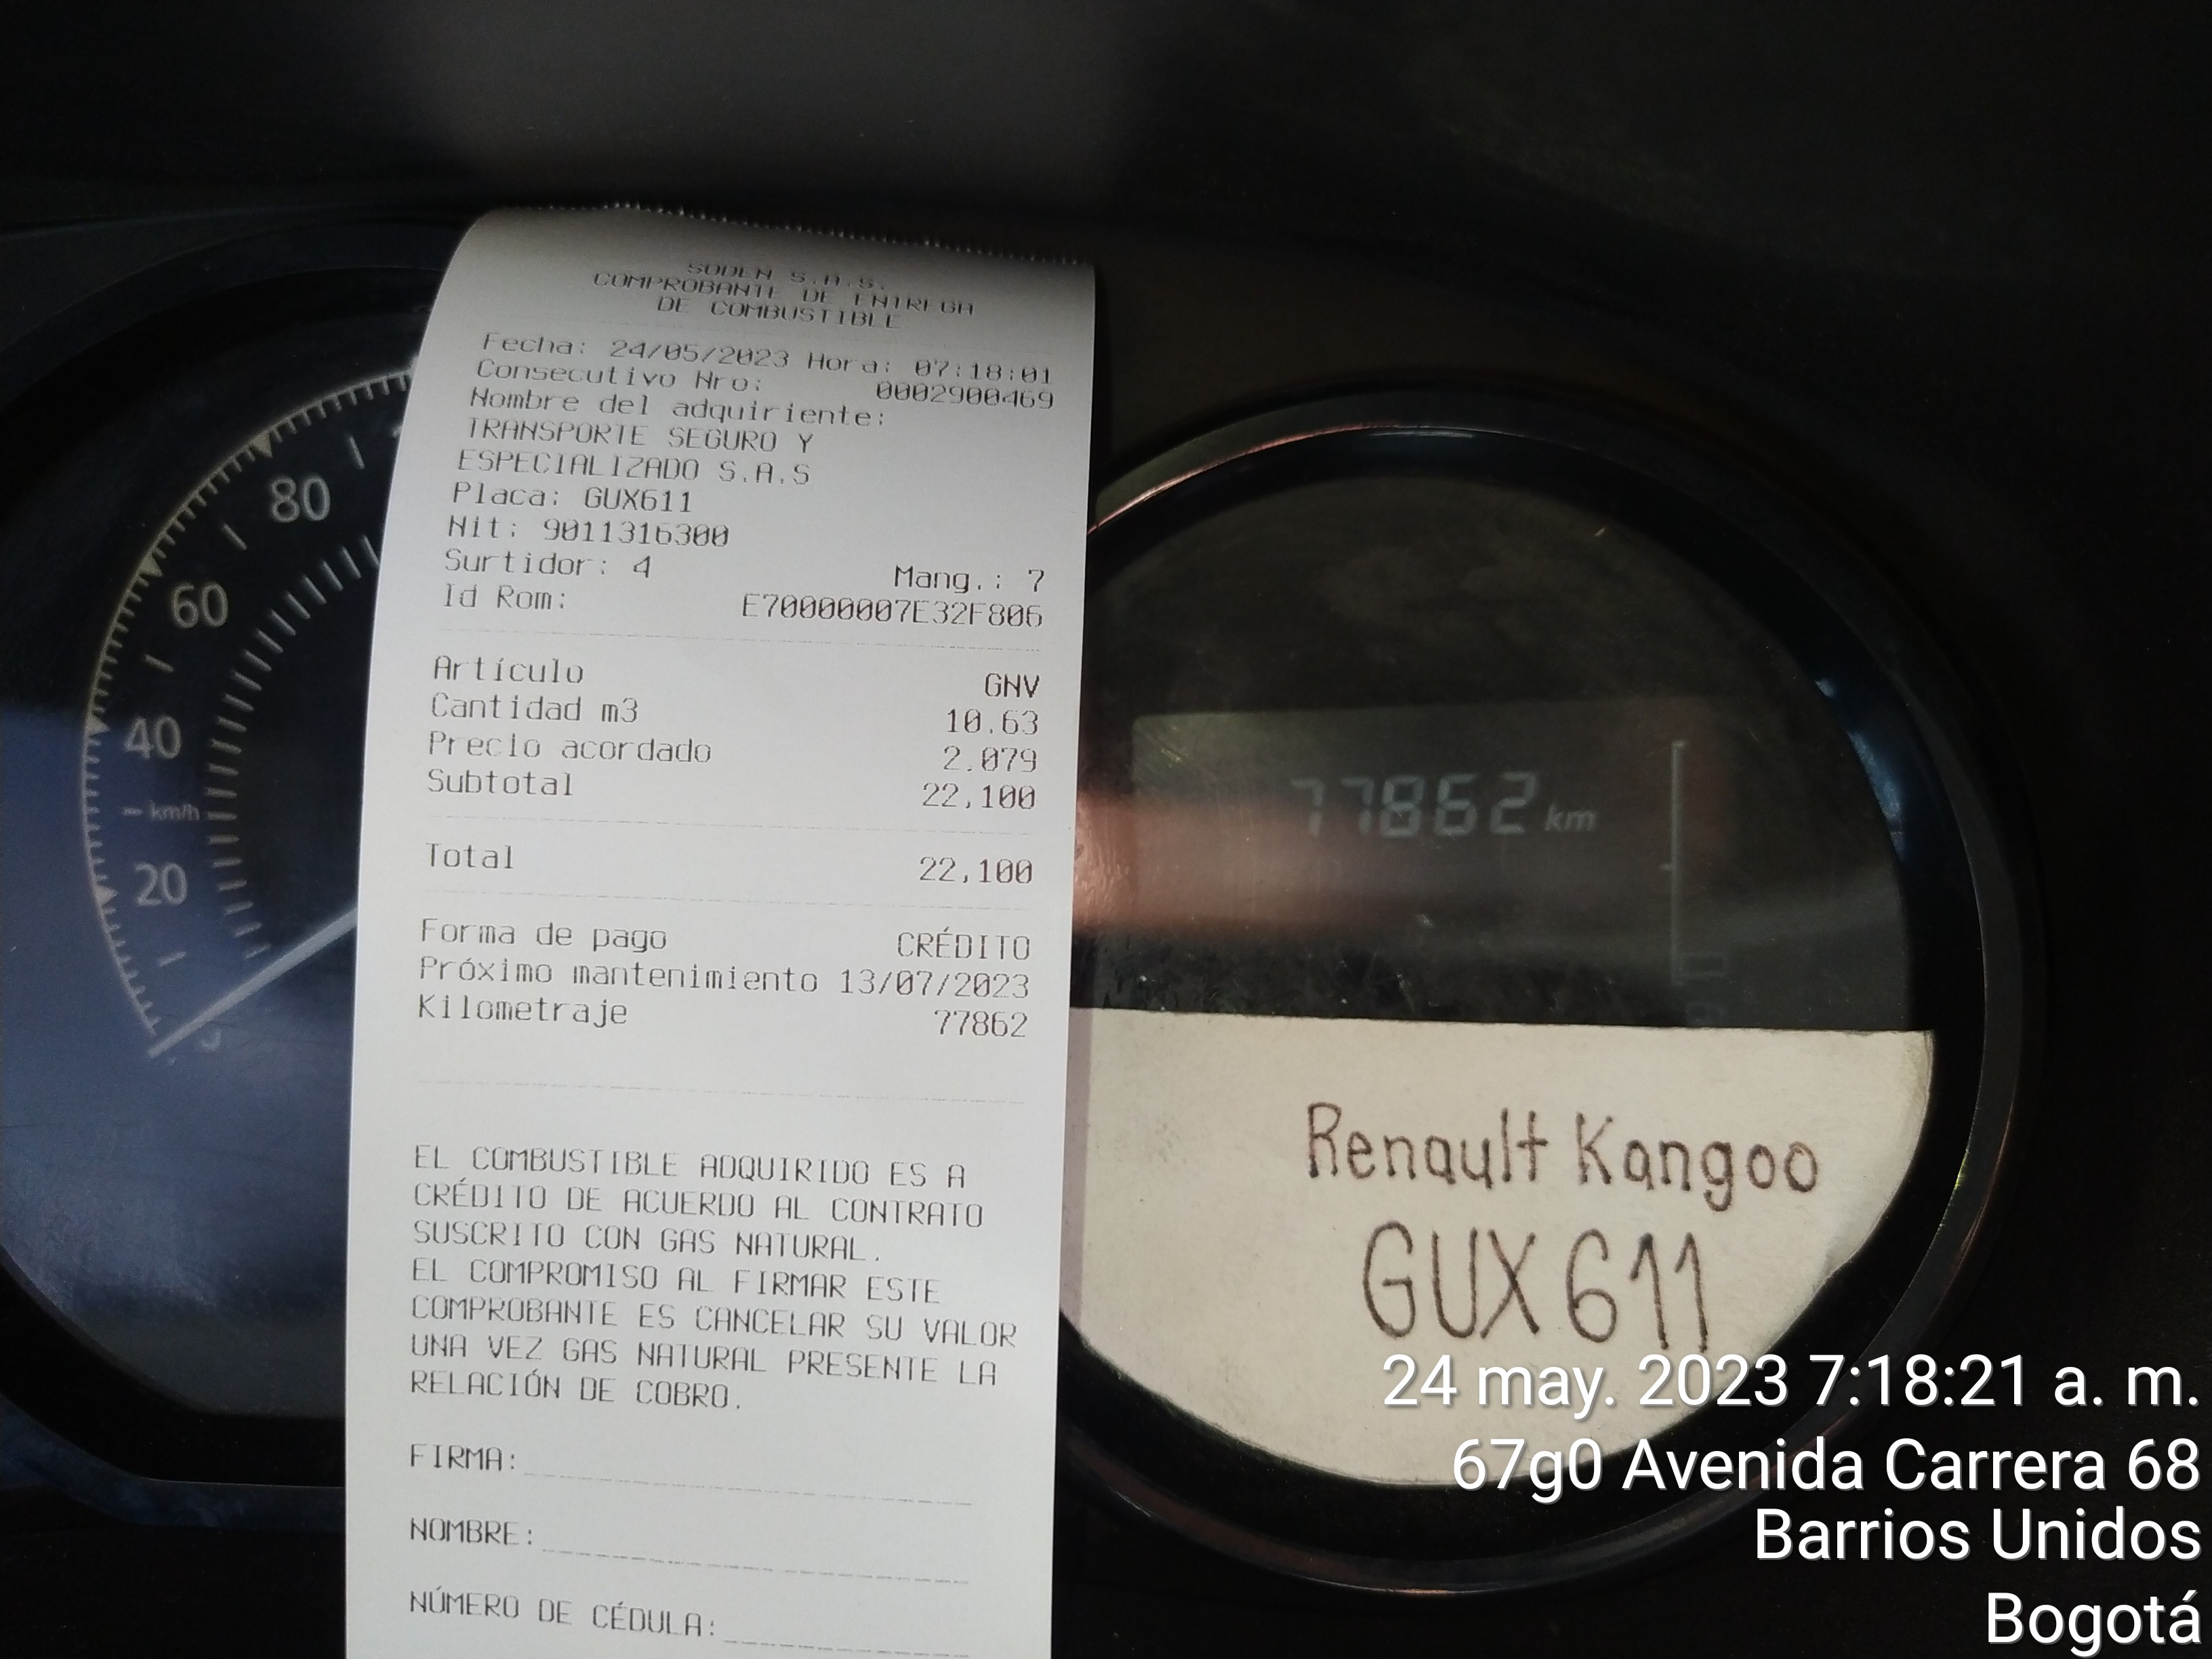 SODEN S.A.S.
COMPROBANTE DE ENTREGA
DE COMBUSTIBLE
Fecha: 24/05/2023 Hora: 07:18:01
Consecutivo Nro: 0002900469
Nombre del adquiriente:
TRANSPORTE SEGURO Y
ESPECIALIZADO S.A.S
Placa: GUX611
Nit: 9011316300
Surtidor: 4 Mang.: 7
Id Rom: E70000007E32F806
Artículo GNV
Cantidad m3 10.63
Precio acordado 2.079
Subtotal 22,100
Total 22,100
Forma de pago CRÉDITO
Próximo mantenimiento 13/07/2023
Kilometraje 77862
EL COMBUSTIBLE ADQUIRIDO ES A
CRÉDITO DE ACUERDO AL CONTRATO
SUSCRITO CON GAS NATURAL.
EL COMPROMISO AL FIRMAR ESTE
COMPROBANTE ES CANCELAR SU VALOR
UNA VEZ GAS NATURAL PRESENTE LA
RELACIÓN DE COBRO.
FIRMA:
NOMBRE:
NÚMERO DE CÉDULA:
80
60
40
km/h
20
77862 km
Renault Kangoo
GUX611
24 may. 2023 7:18:21 a. m.
67g0 Avenida Carrera 68
Barrios Unidos
Bogotá